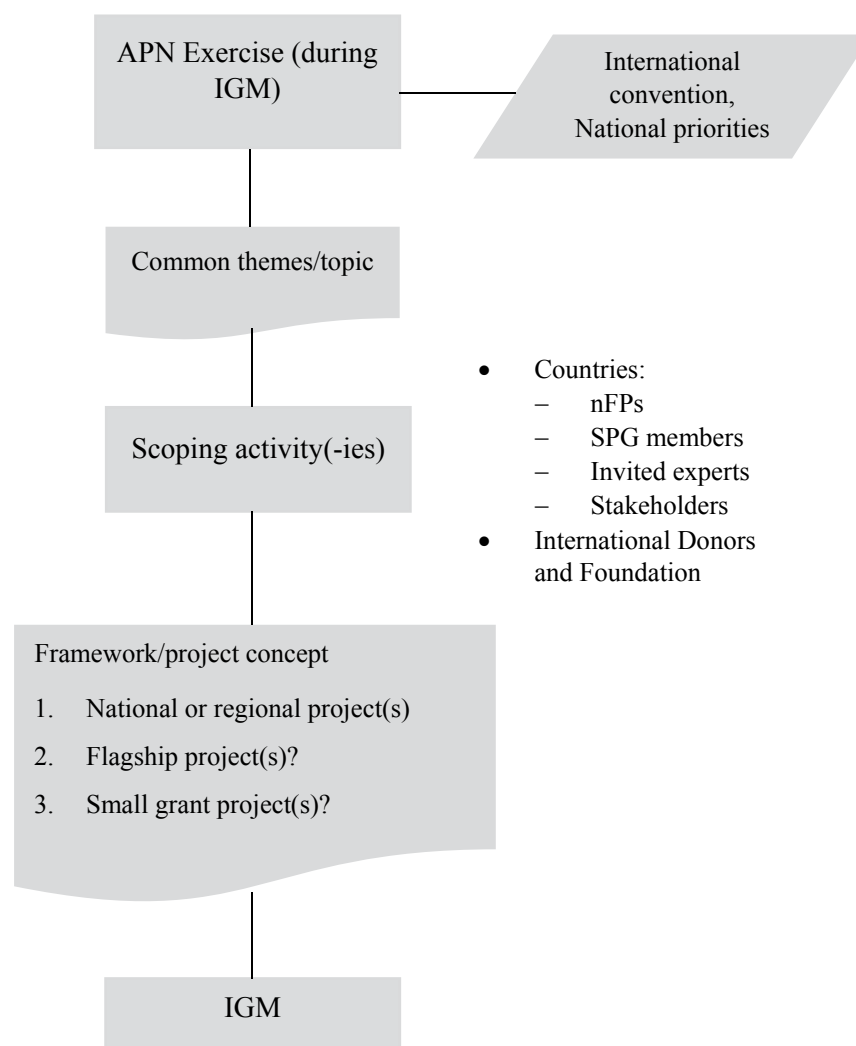 APN Exercise (during
IGM)
International
convention,
National priorities
Common themes/topic
Scoping activity(-ies)
• Countries:
– nFPs
– SPG members
– Invited experts
– Stakeholders
• International Donors
and Foundation
Framework/project concept
1. National or regional project(s)
2. Flagship project(s)?
3. Small grant project(s)?
IGM